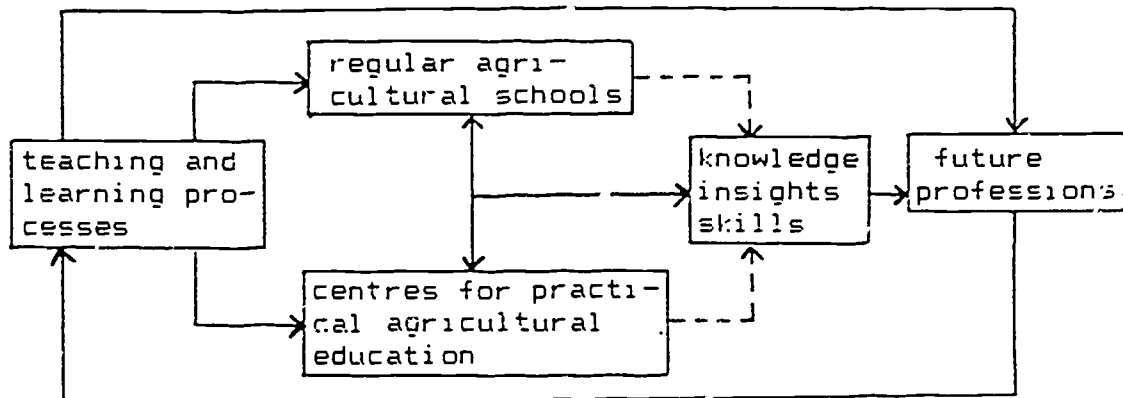 regular agri-
cultural schools
teaching and
learning pro-
cesses
knowledge
insights
skills
future
professions.
centres for practi-
cal agricultural
education